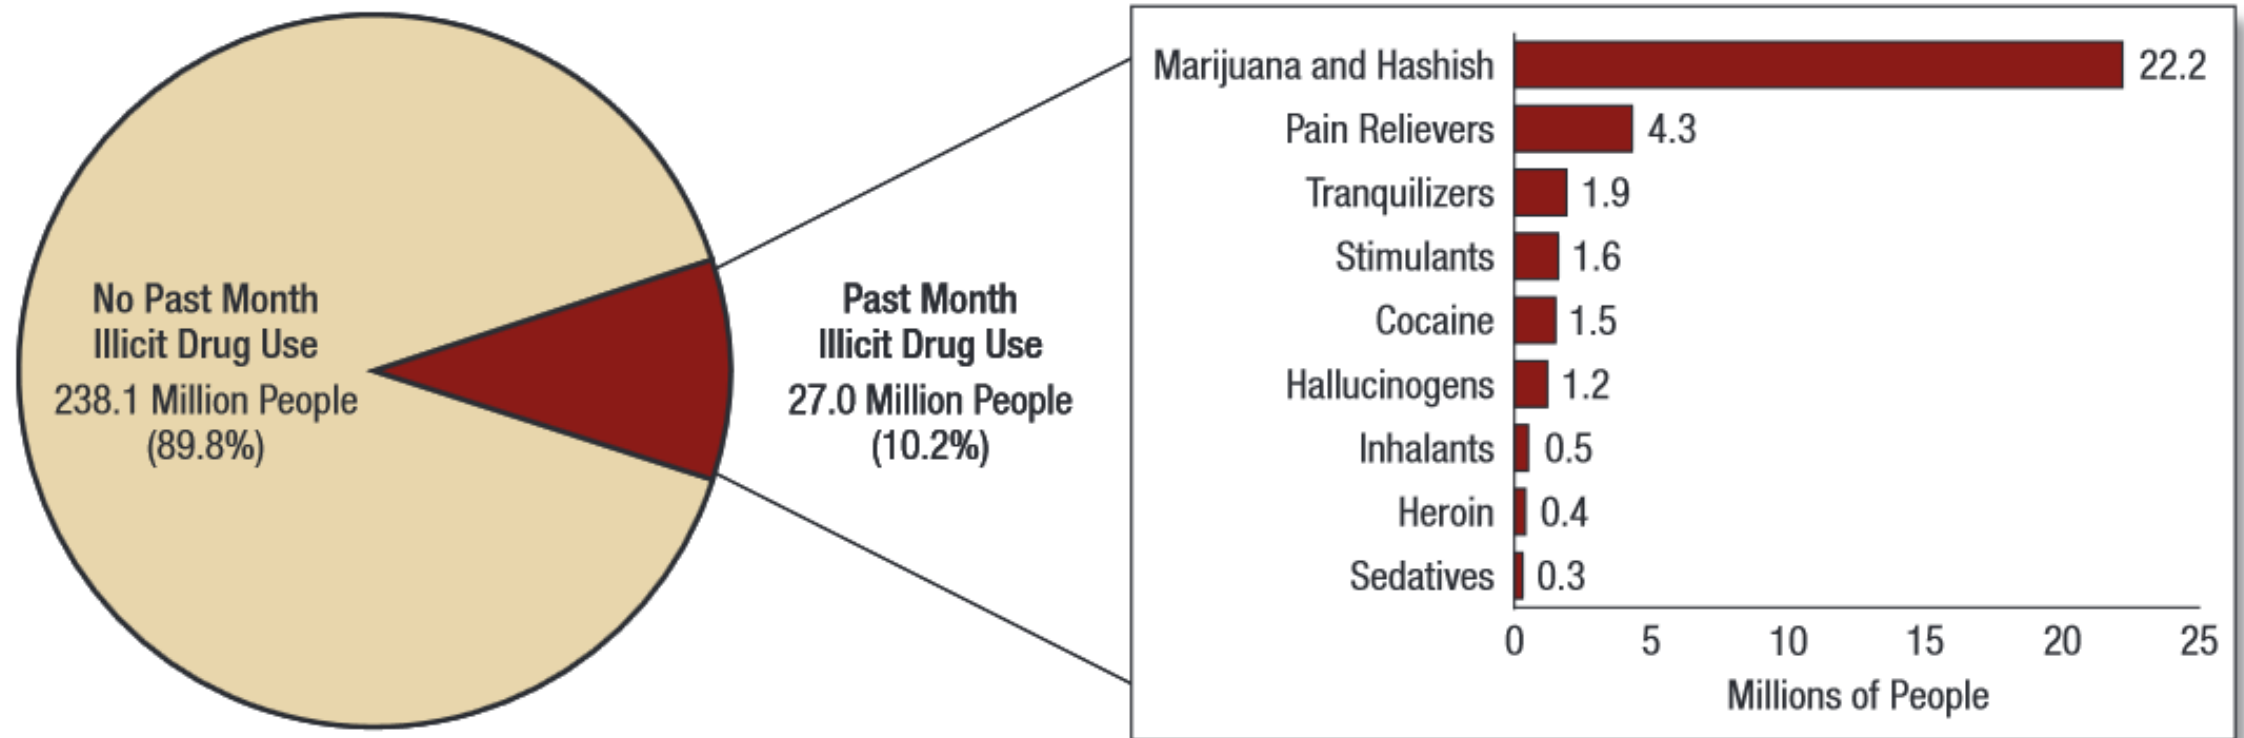 No Past Month
Illicit Drug Use
238.1 Million People
(89.8%)
Past Month
Illicit Drug Use
27.0 Million People
(10.2%)
Marijuana and Hashish 22.2
Pain Relievers 4.3
Tranquilizers 1.9
Stimulants 1.6
Cocaine 1.5
Hallucinogens 1.2
Inhalants 0.5
Heroin 0.4
Sedatives 0.3
0 5 10 15 20 25
Millions of People